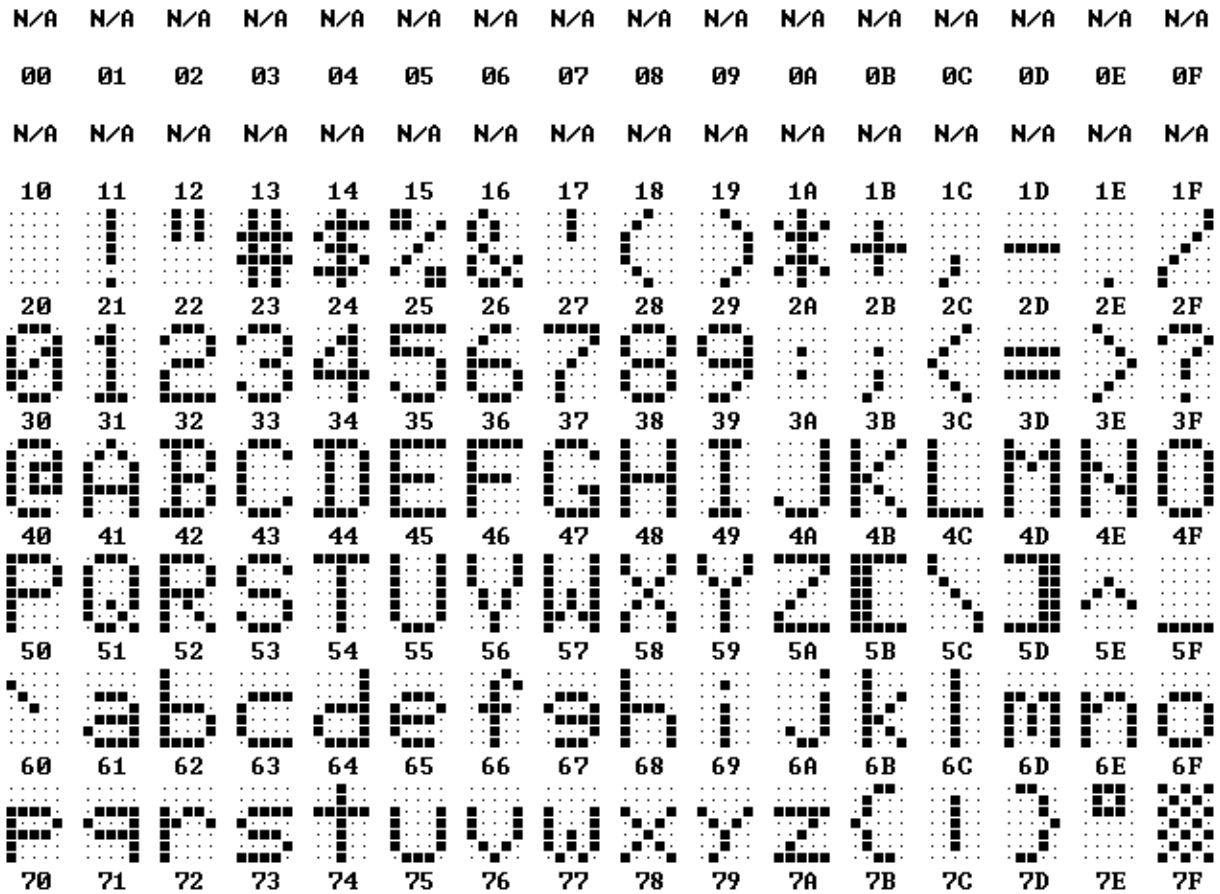 N/A N/A N/A N/A N/A N/A N/A N/A N/A N/A N/A N/A N/A N/A N/A N/A
00 01 02 03 04 05 06 07 08 09 0A 0B 0C 0D 0E 0F
N/A N/A N/A N/A N/A N/A N/A N/A N/A N/A N/A N/A N/A N/A N/A N/A
10 11 12 13 14 15 16 17 18 19 1A 1B 1C 1D 1E 1F
! " # $ % & ' ( ) * + , - . /
20 21 22 23 24 25 26 27 28 29 2A 2B 2C 2D 2E 2F
0 1 2 3 4 5 6 7 8 9 : ; < = > ?
30 31 32 33 34 35 36 37 38 39 3A 3B 3C 3D 3E 3F
@ A B C D E F G H I J K L M N O
40 41 42 43 44 45 46 47 48 49 4A 4B 4C 4D 4E 4F
P Q R S T U V W X Y Z [ \ ] ^ _
50 51 52 53 54 55 56 57 58 59 5A 5B 5C 5D 5E 5F
` a b c d e f g h i j k l m n o
60 61 62 63 64 65 66 67 68 69 6A 6B 6C 6D 6E 6F
p q r s t u v w x y z { | } ° ▒
70 71 72 73 74 75 76 77 78 79 7A 7B 7C 7D 7E 7F